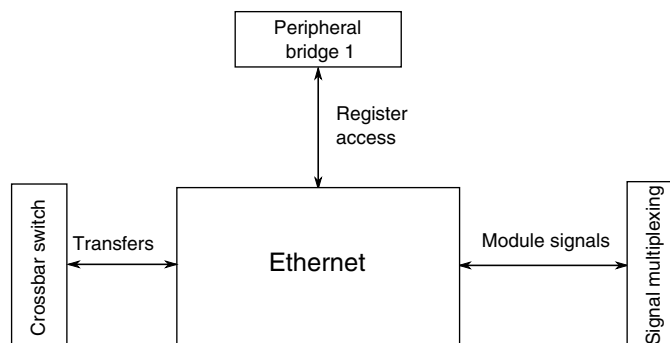 Peripheral
bridge 1
Register
access
Crossbar switch
Transfers
Ethernet
Module signals
Signal multiplexing